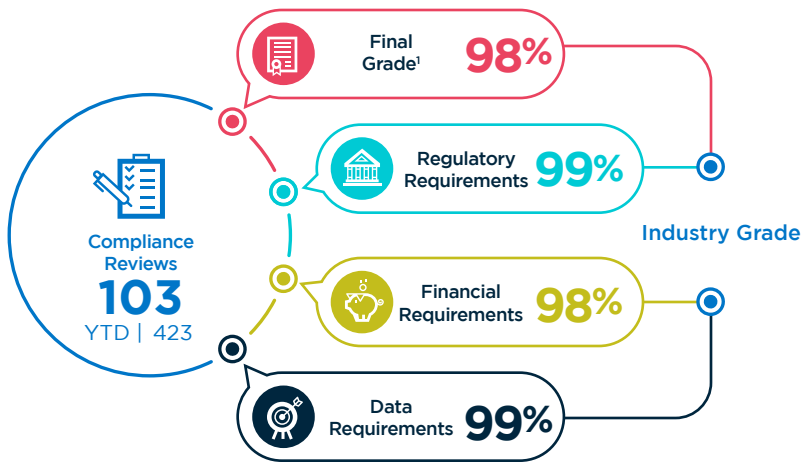 Final
Grade¹
98%
Regulatory
Requirements
99%
Industry Grade
Compliance
Reviews
103
YTD | 423
Financial
Requirements
98%
Data
Requirements
99%